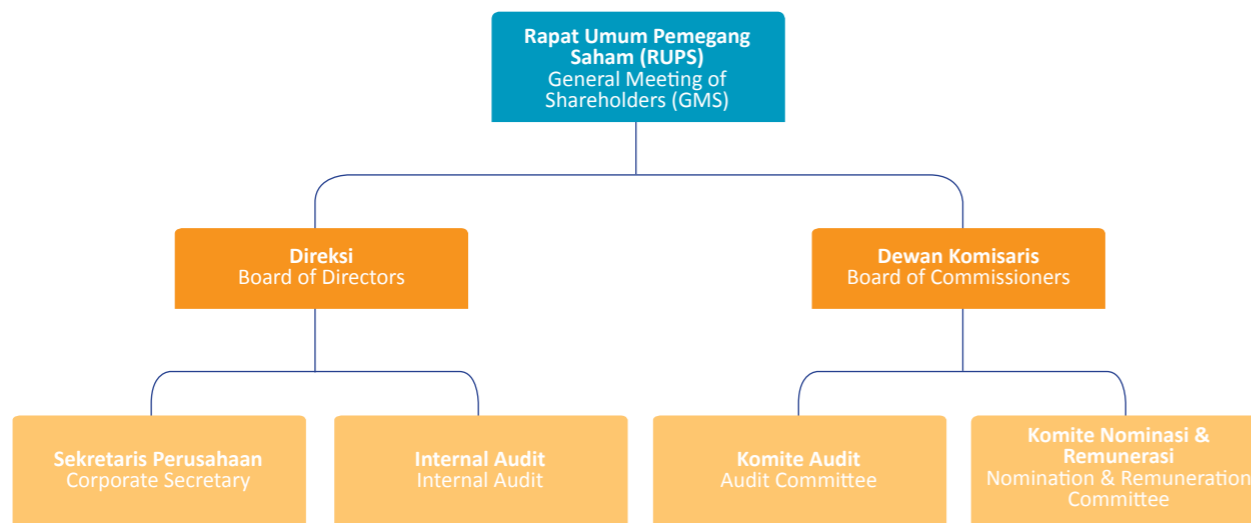 Rapat Umum Pemegang
Saham (RUPS)
General Meeting of
Shareholders (GMS)
Direksi
Board of Directors
Dewan Komisaris
Board of Commissioners
Sekretaris Perusahaan
Corporate Secretary
Internal Audit
Internal Audit
Komite Audit
Audit Committee
Komite Nominasi &
Remunerasi
Nomination & Remuneration
Committee